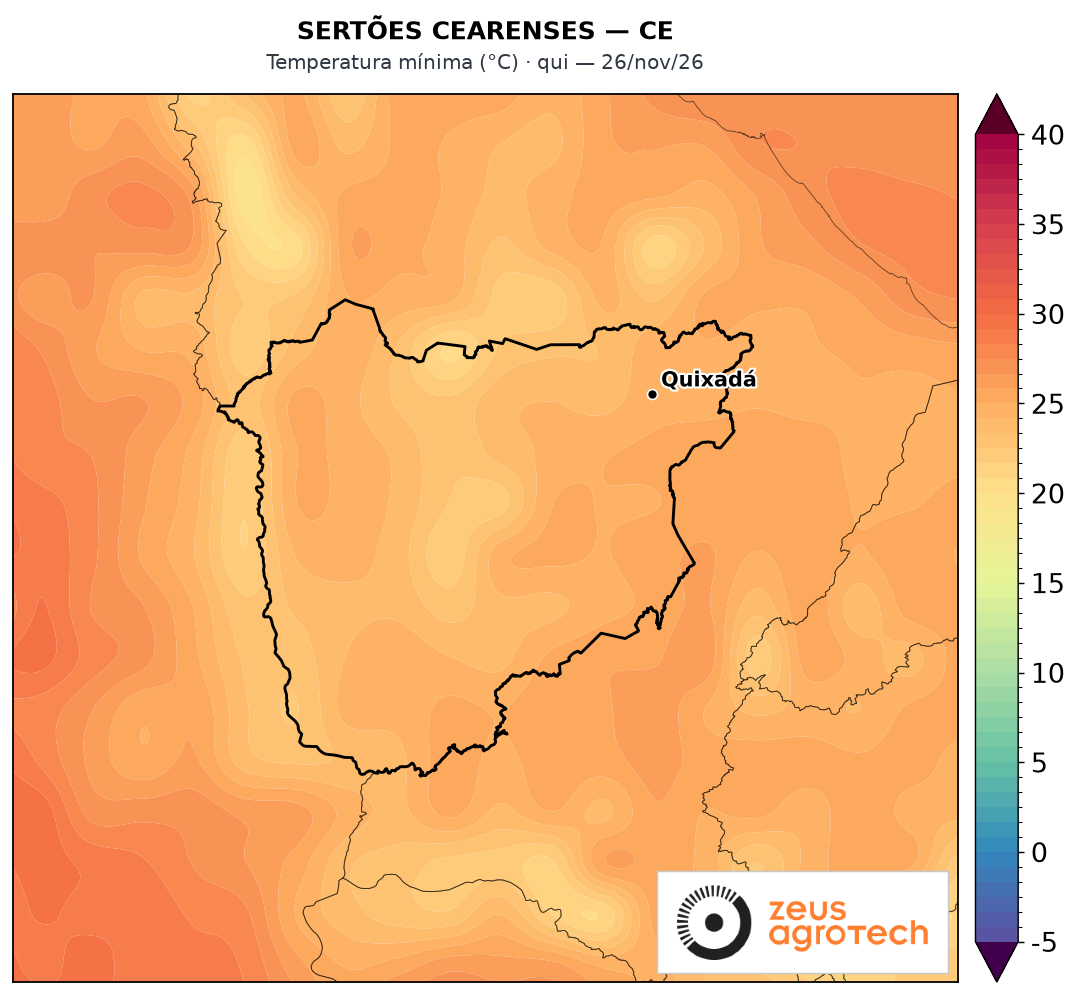 SERTÕES CEARENSES — CE
Temperatura mínima (°C) · qui — 26/nov/26
Quixadá
40
35
30
25
20
15
10
5
0
-5
zeus
agrotech